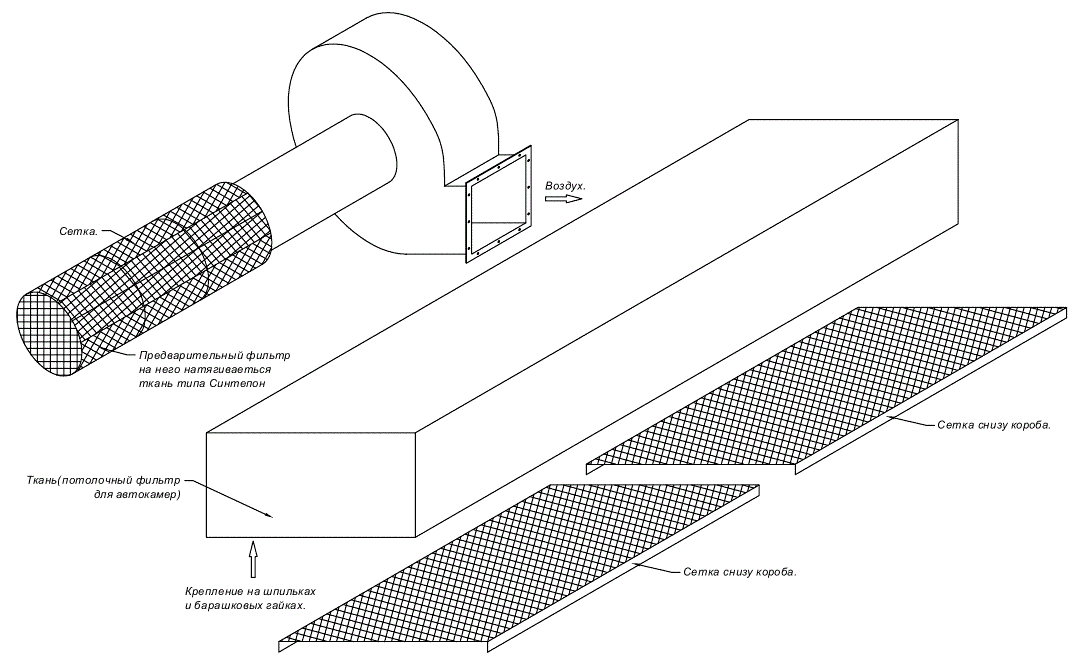 Воздух.
Сетка.
Предварительный фильтр
на него натягиваеться
ткань типа Синтепон
Сетка снизу короба.
Ткань(потолочный фильтр
для автокамер)
Сетка снизу короба.
Крепление на шпильках
и барашковых гайках.